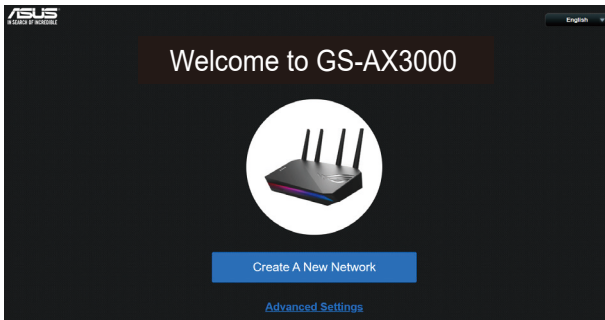 ASUS
IN SEARCH OF INCREDIBLE
English
Welcome to GS-AX3000
Create A New Network
Advanced Settings